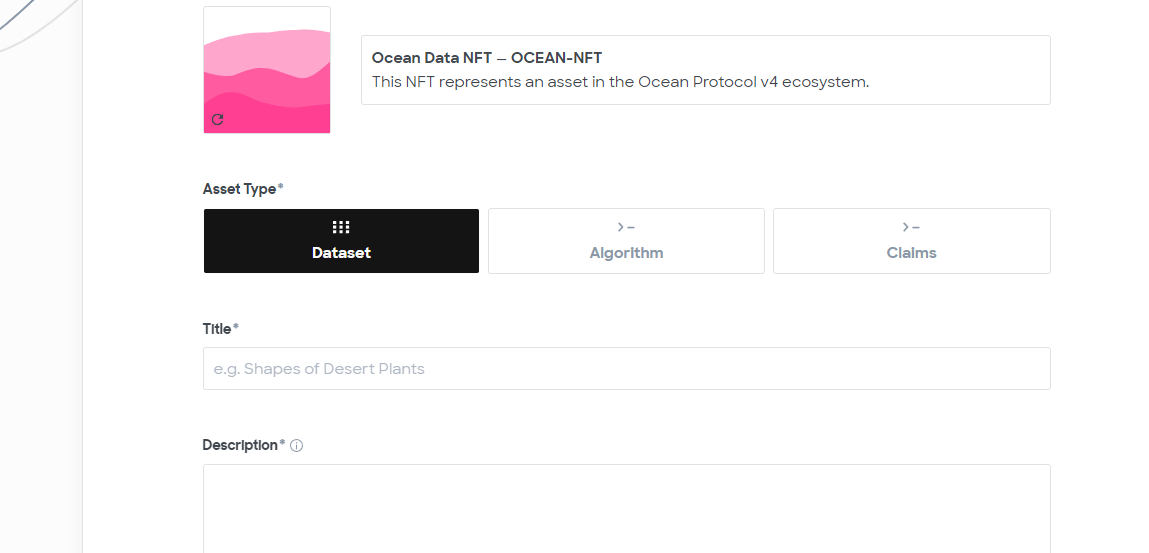 Ocean Data NFT — OCEAN-NFT
This NFT represents an asset in the Ocean Protocol v4 ecosystem.
Asset Type*
Dataset
Algorithm
Claims
Title*
e.g. Shapes of Desert Plants
Description*